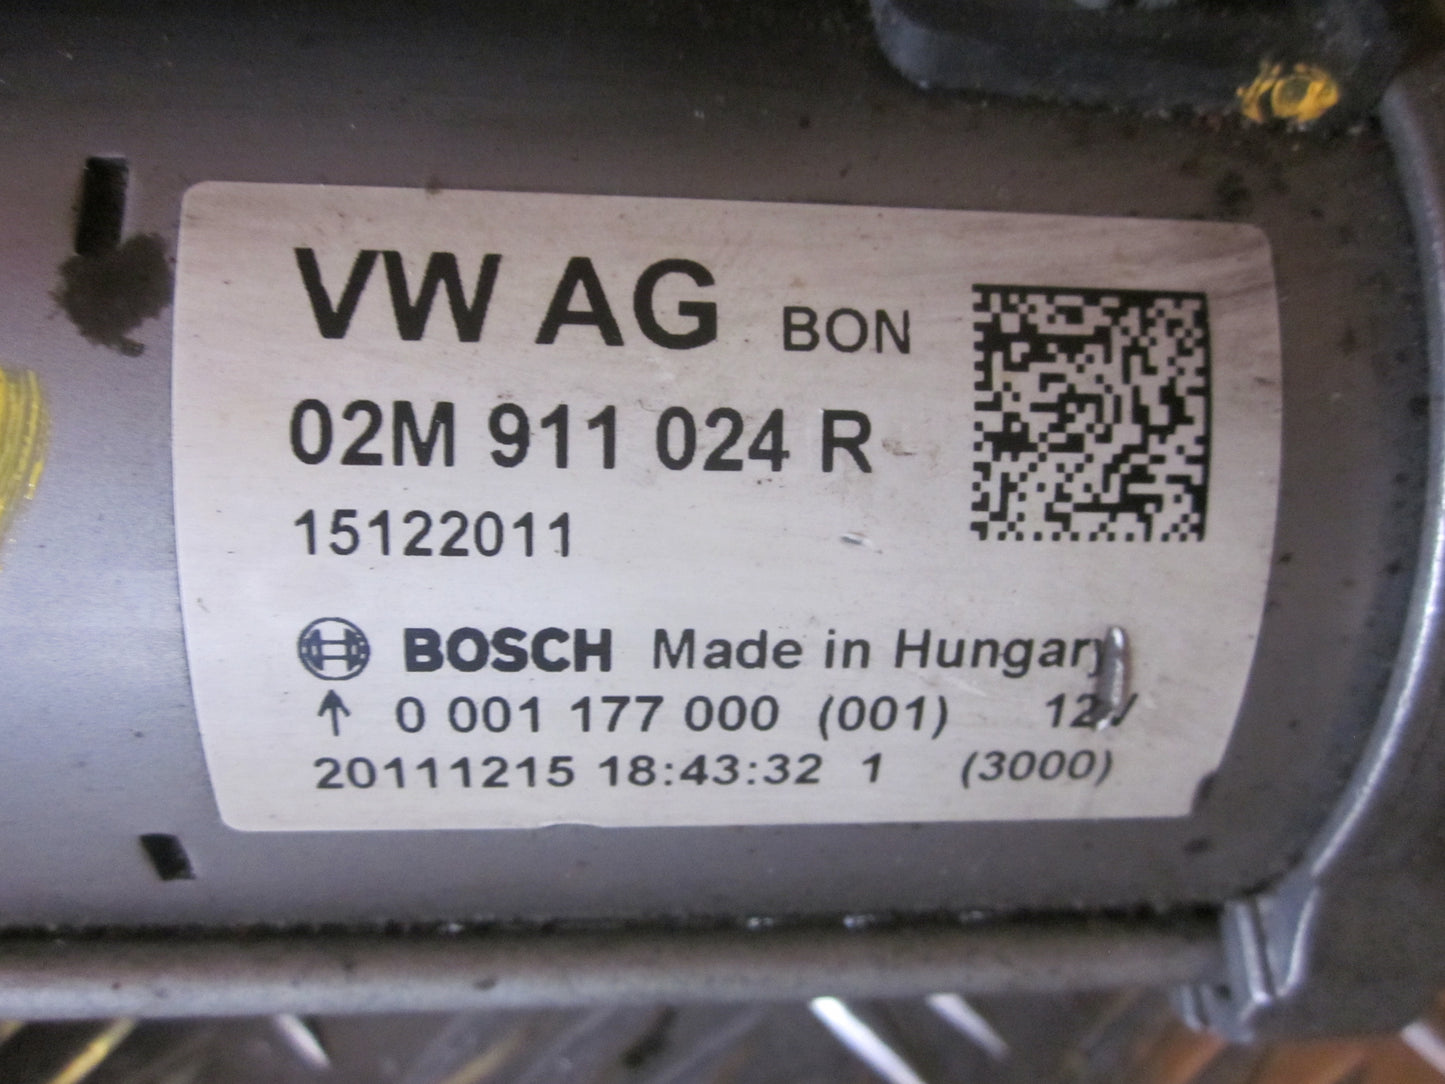 VW AG BON
02M 911 024 R
15122011
BOSCH Made in Hungary
↑ 0 001 177 000 (001) 12V
20111215 18:43:32 1 (3000)